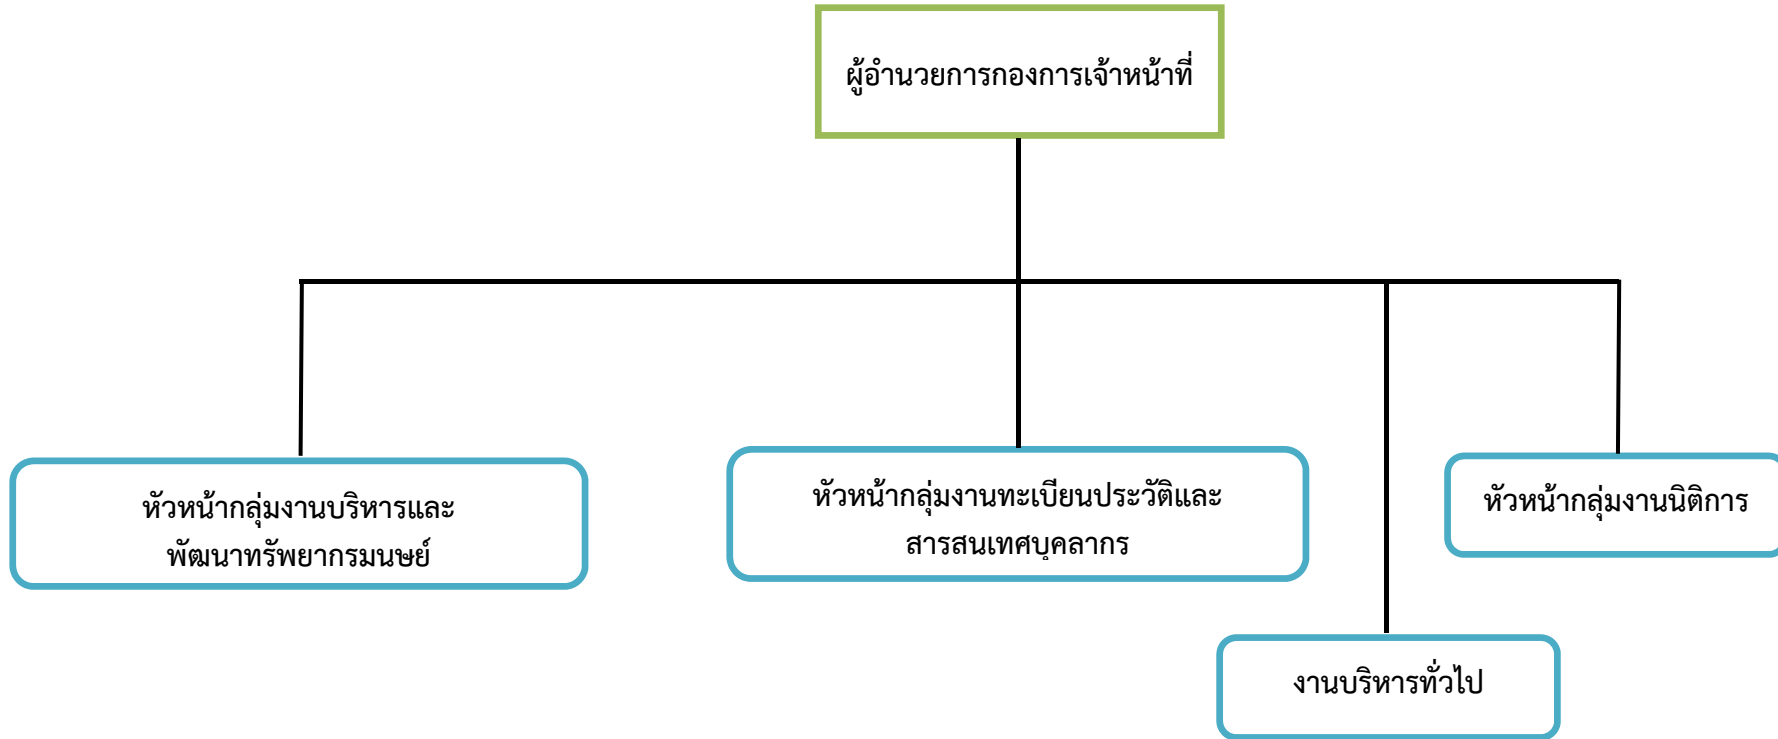 ผู้อำนวยการกองการเจ้าหน้าที่
หัวหน้ากลุ่มงานบริหารและ
พัฒนาทรัพยากรมนษย์
หัวหน้ากลุ่มงานทะเบียนประวัติและ
สารสนเทศบุคลากร
หัวหน้ากลุ่มงานนิติการ
งานบริหารทั่วไป